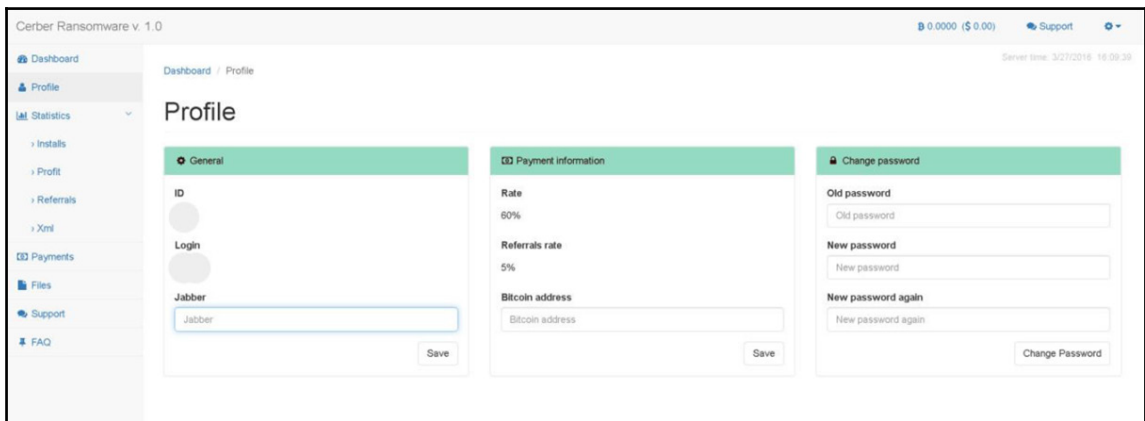 Cerber Ransomware v. 1.0
฿ 0.0000 ($ 0.00)
Support
Server time: 3/27/2016 16:09:39
Dashboard
Profile
Statistics
› Installs
› Profit
› Referrals
› Xml
Payments
Files
Support
FAQ
Dashboard / Profile
Profile
General
ID
Login
Jabber
Jabber
Save
Payment information
Rate
60%
Referrals rate
5%
Bitcoin address
Bitcoin address
Save
Change password
Old password
Old password
New password
New password
New password again
New password again
Change Password